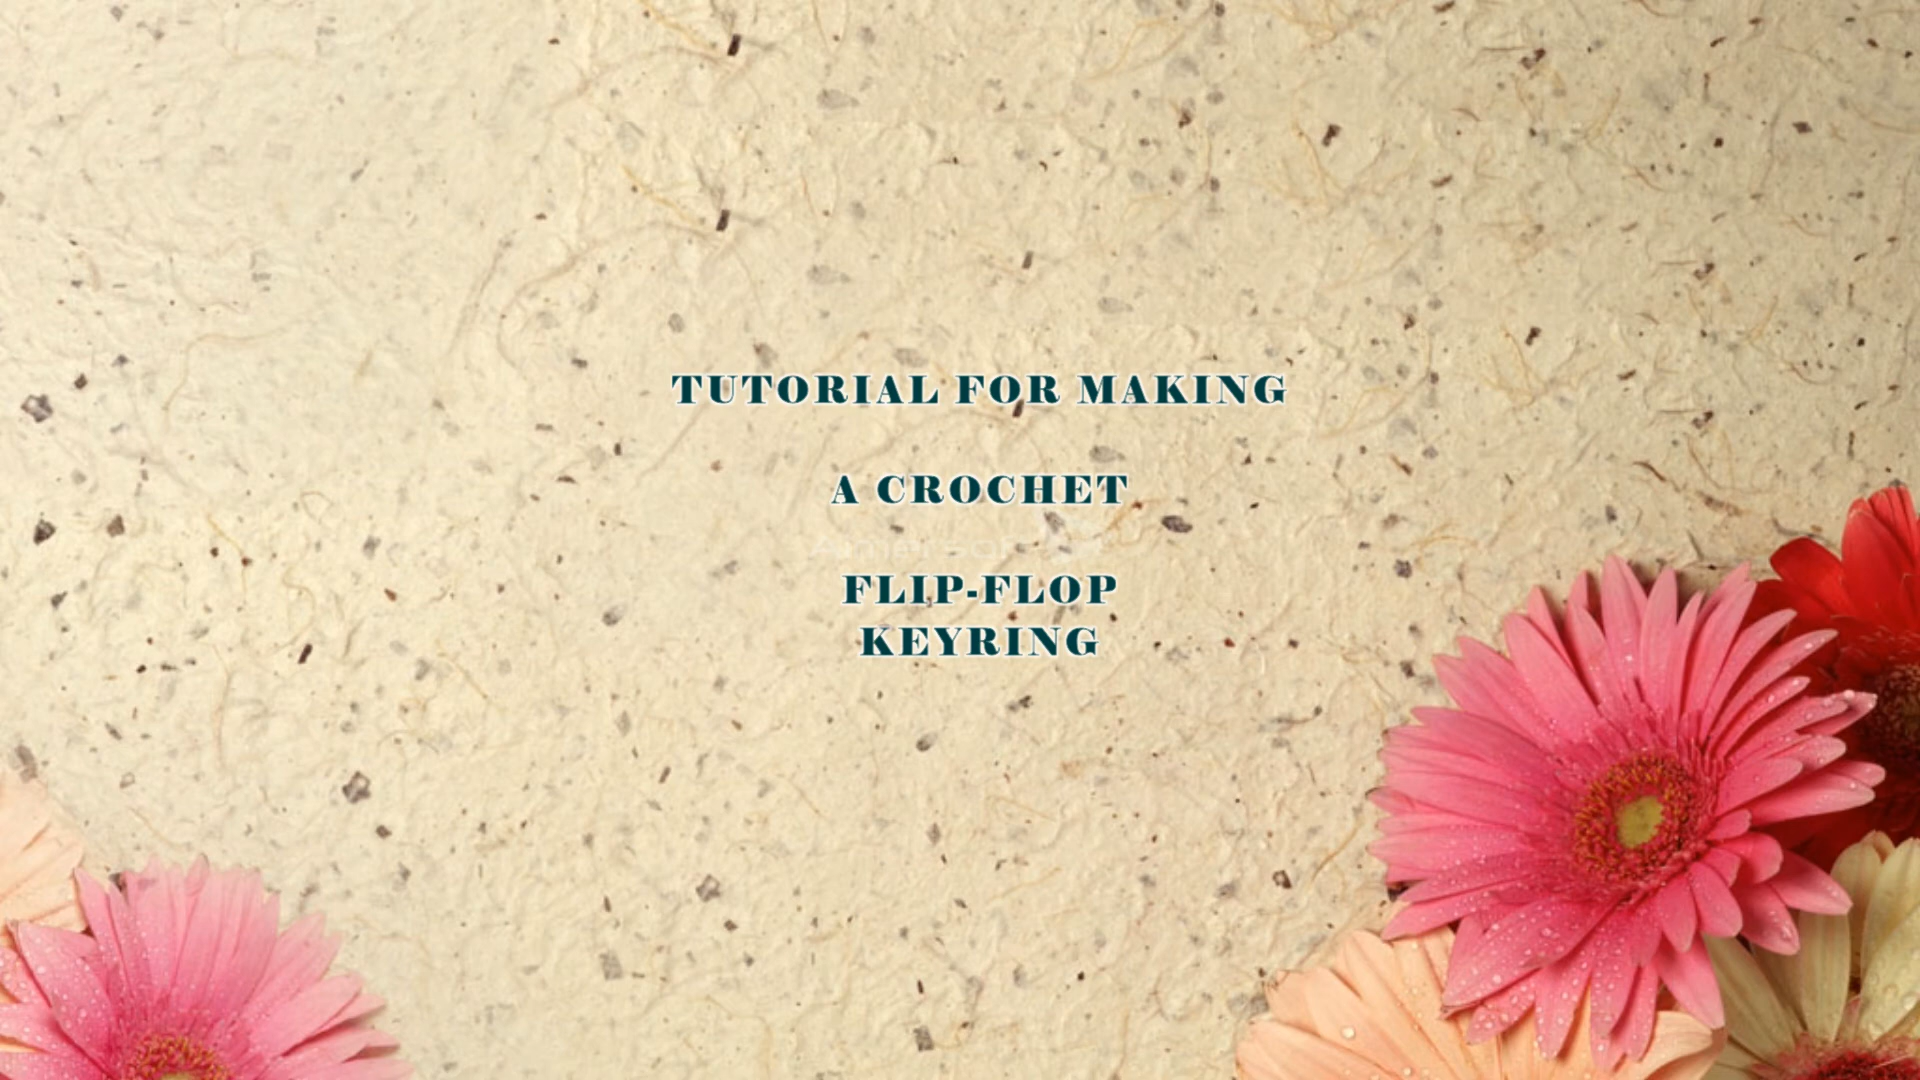 TUTORIAL FOR MAKING
A CROCHET
FLIP-FLOP
KEYRING